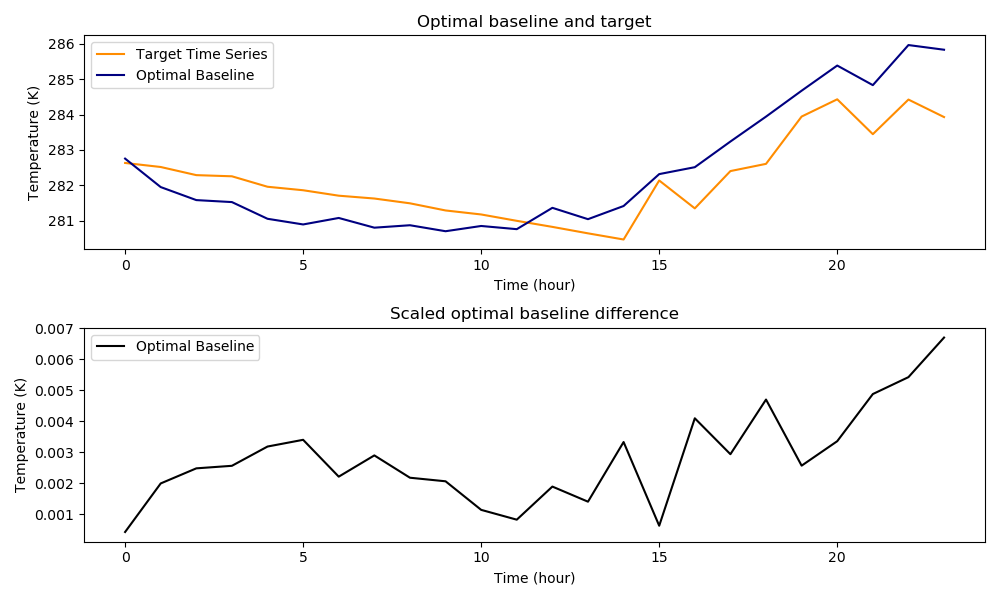 Optimal baseline and target
Target Time Series
Optimal Baseline
Temperature (K)
286
285
284
283
282
281
0 5 10 15 20
Time (hour)
Scaled optimal baseline difference
Optimal Baseline
Temperature (K)
0.007
0.006
0.005
0.004
0.003
0.002
0.001
0 5 10 15 20
Time (hour)